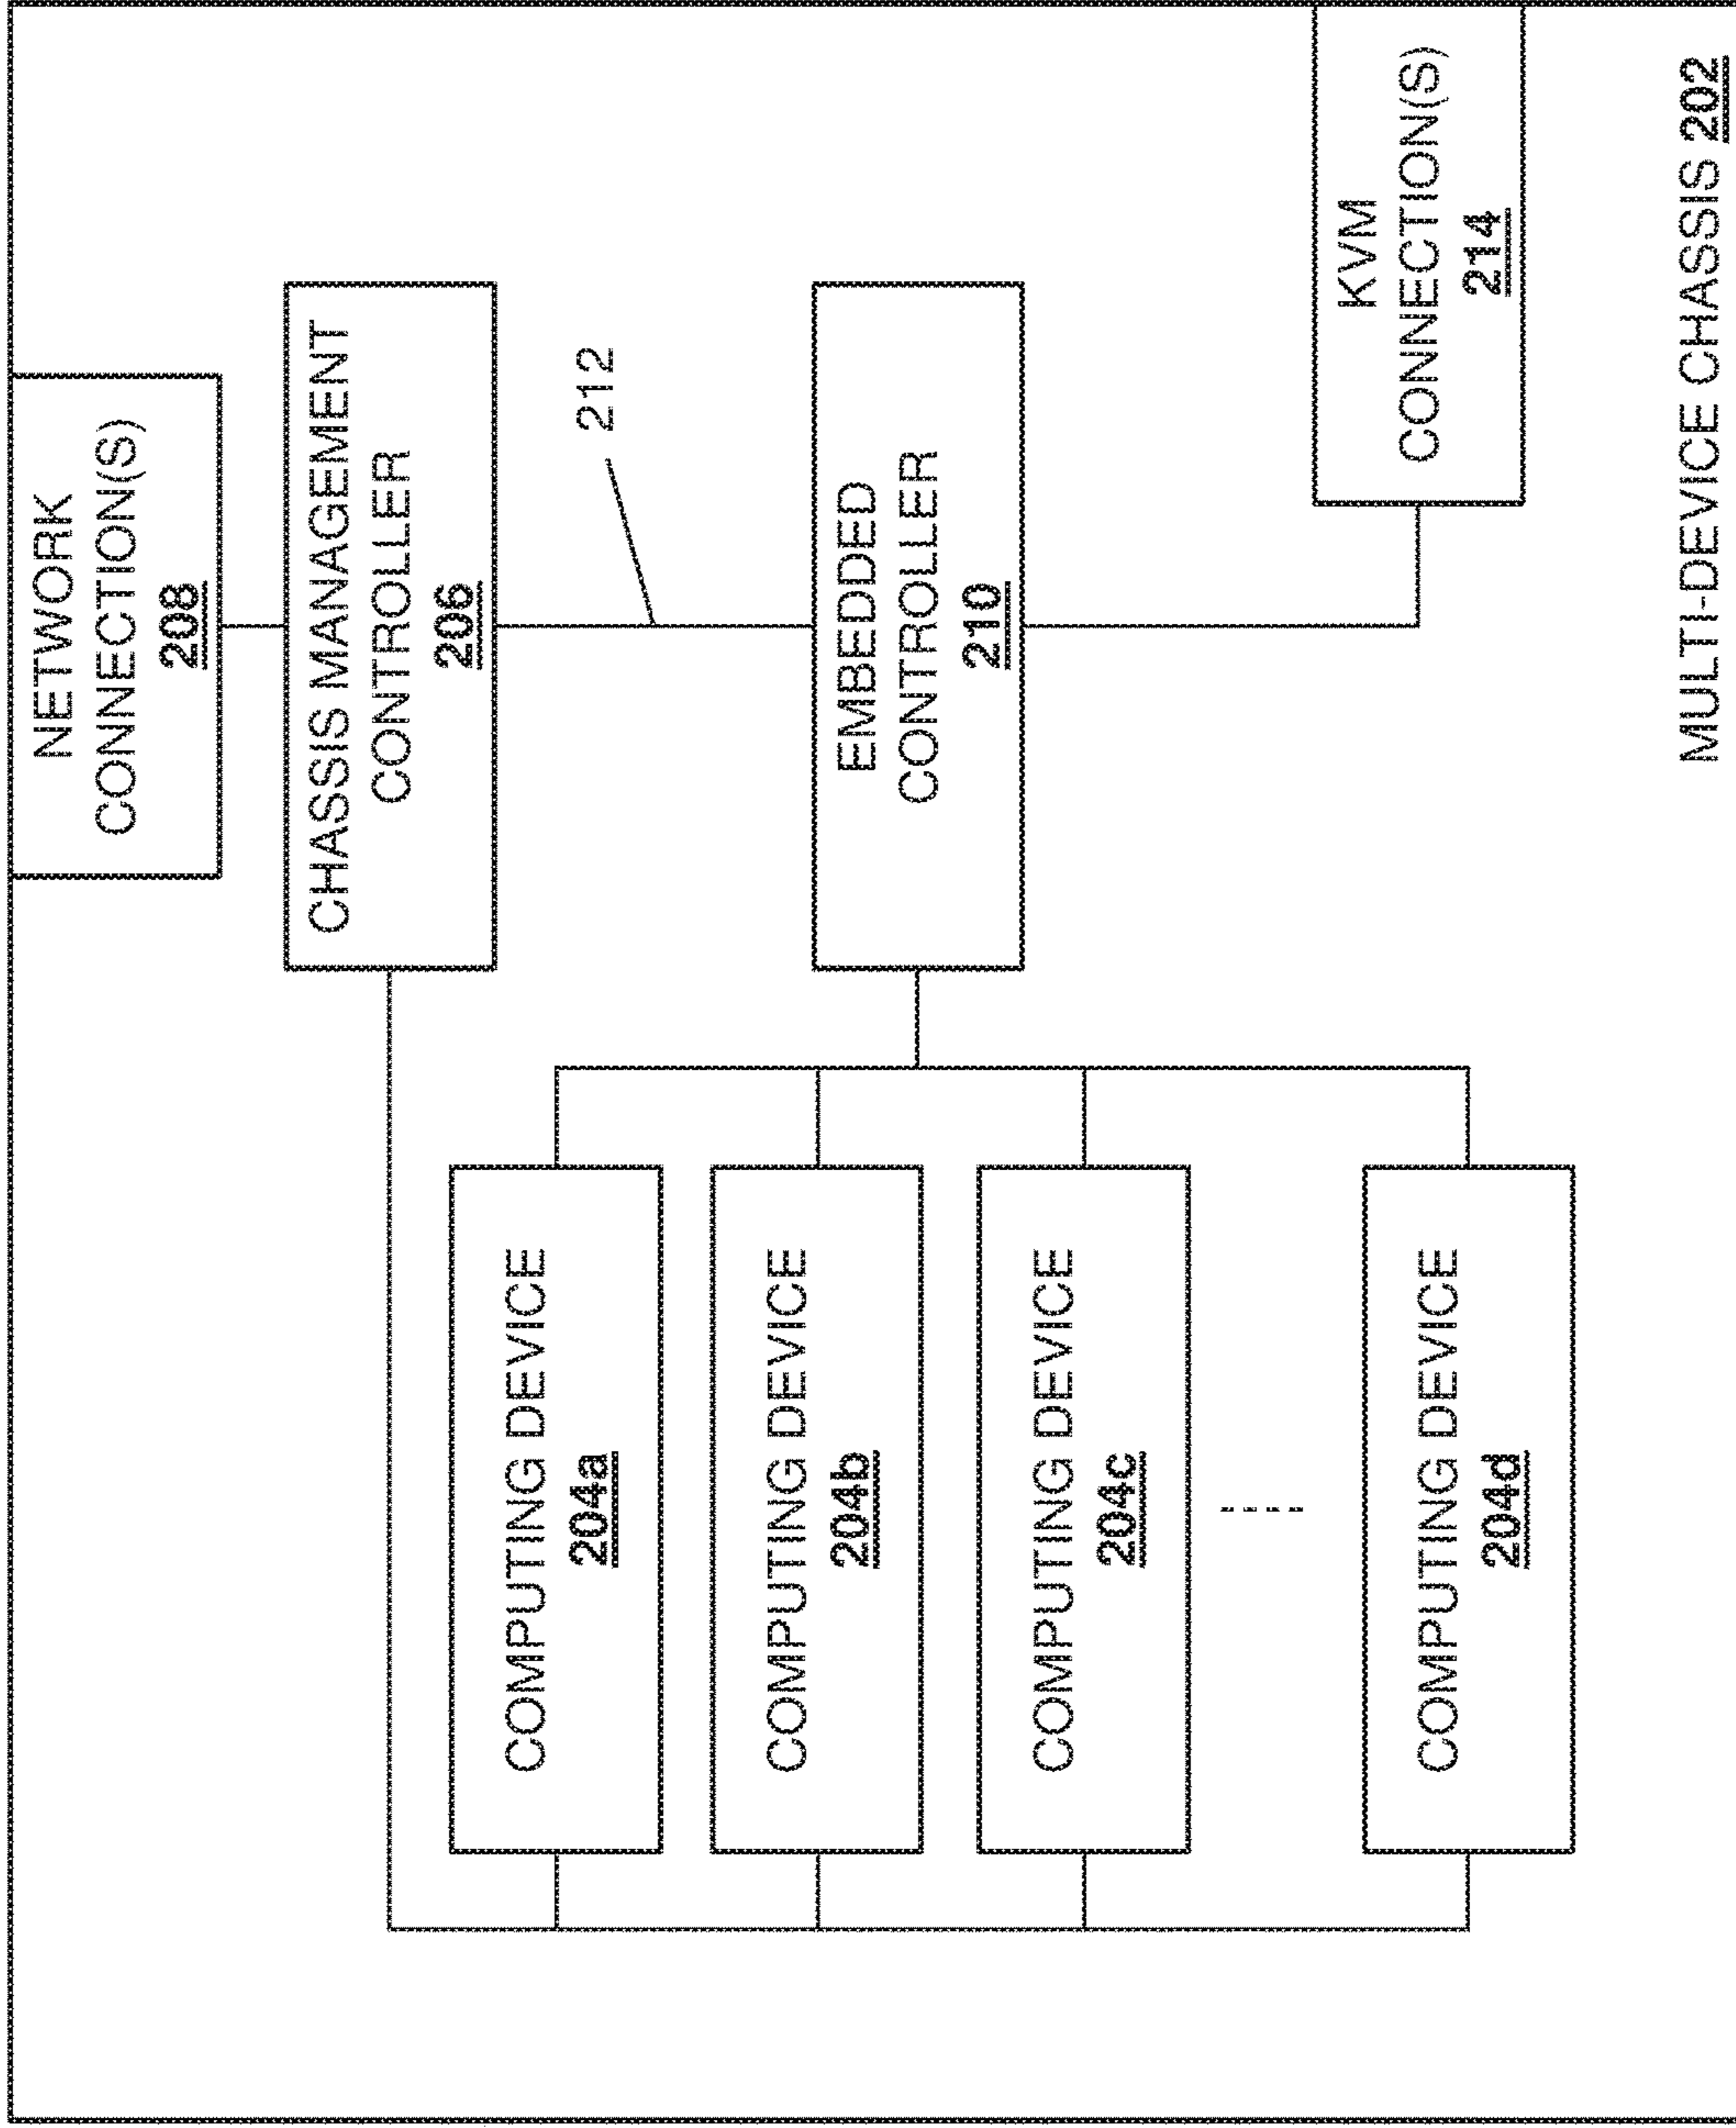 NETWORK
CONNECTION(S)
208
CHASSIS MANAGEMENT
CONTROLLER
206
212
EMBEDDED
CONTROLLER
210
KVM
CONNECTION(S)
214
COMPUTING DEVICE
204a
COMPUTING DEVICE
204b
COMPUTING DEVICE
204c
COMPUTING DEVICE
204d
MULTI-DEVICE CHASSIS 202